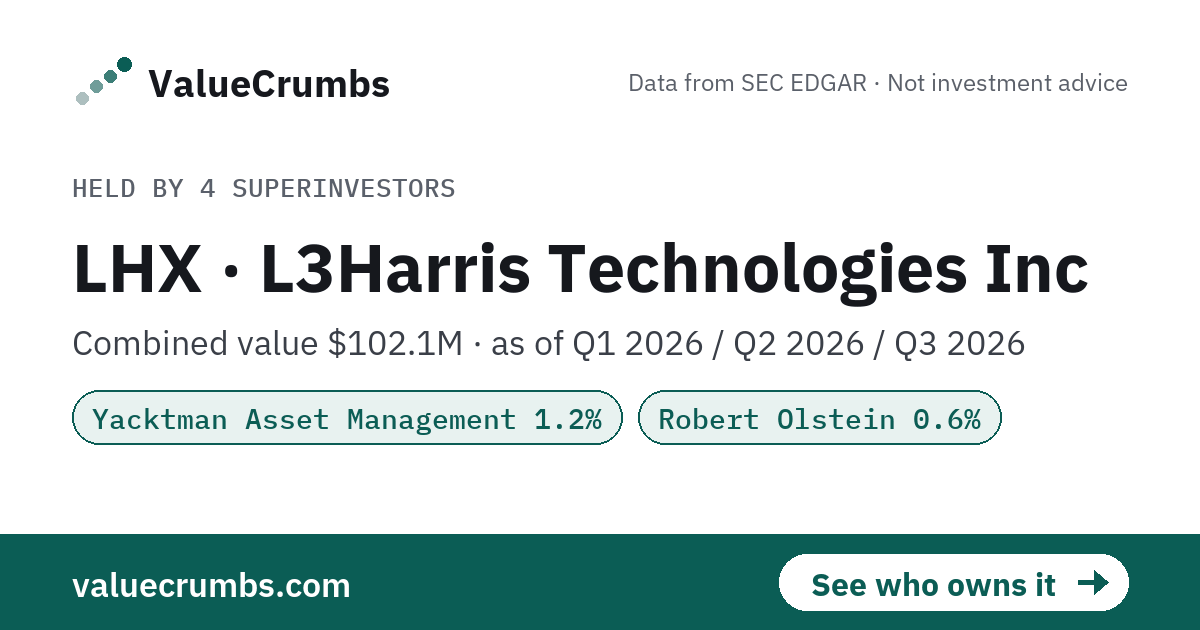 ValueCrumbs
Data from SEC EDGAR · Not investment advice
HELD BY 4 SUPERINVESTORS
LHX · L3Harris Technologies Inc
Combined value $102.1M · as of Q1 2026 / Q2 2026 / Q3 2026
Yacktman Asset Management 1.2%
Robert Olstein 0.6%
valuecrumbs.com
See who owns it →